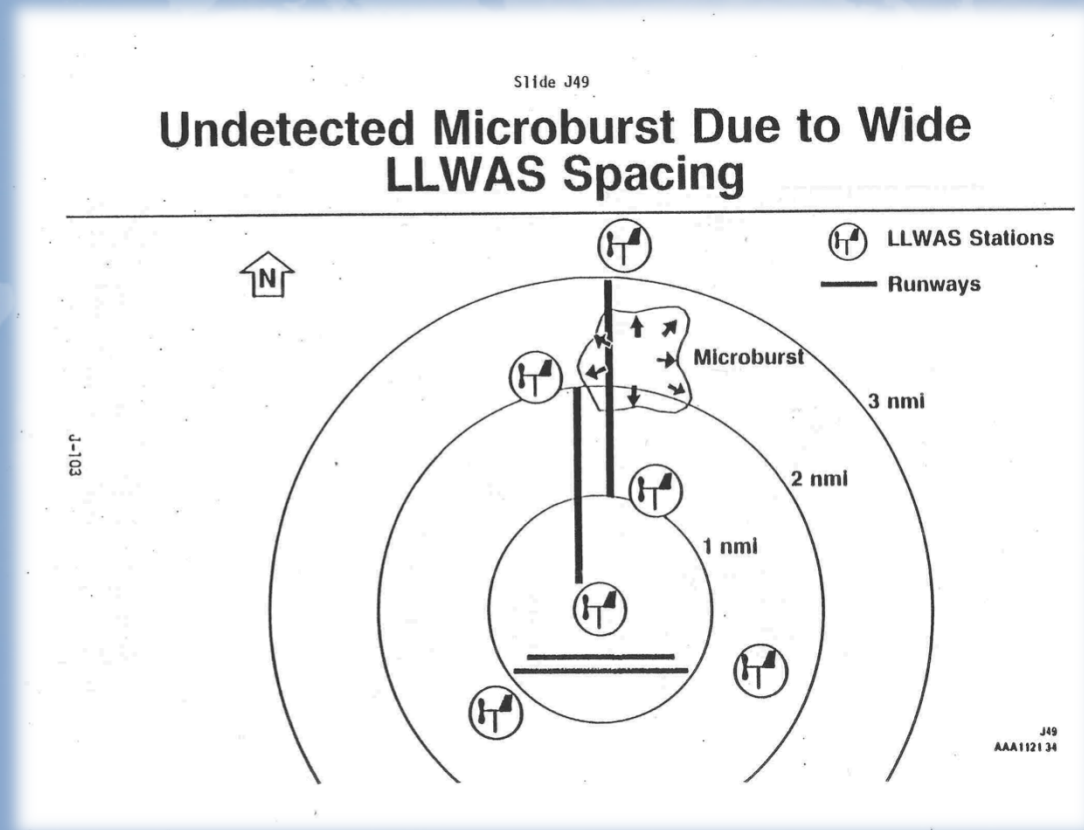 Slide J49
Undetected Microburst Due to Wide
LLWAS Spacing
N
LLWAS Stations
Runways
Microburst
3 nmi
2 nmi
1 nmi
J-103
J49
AAA1121 34